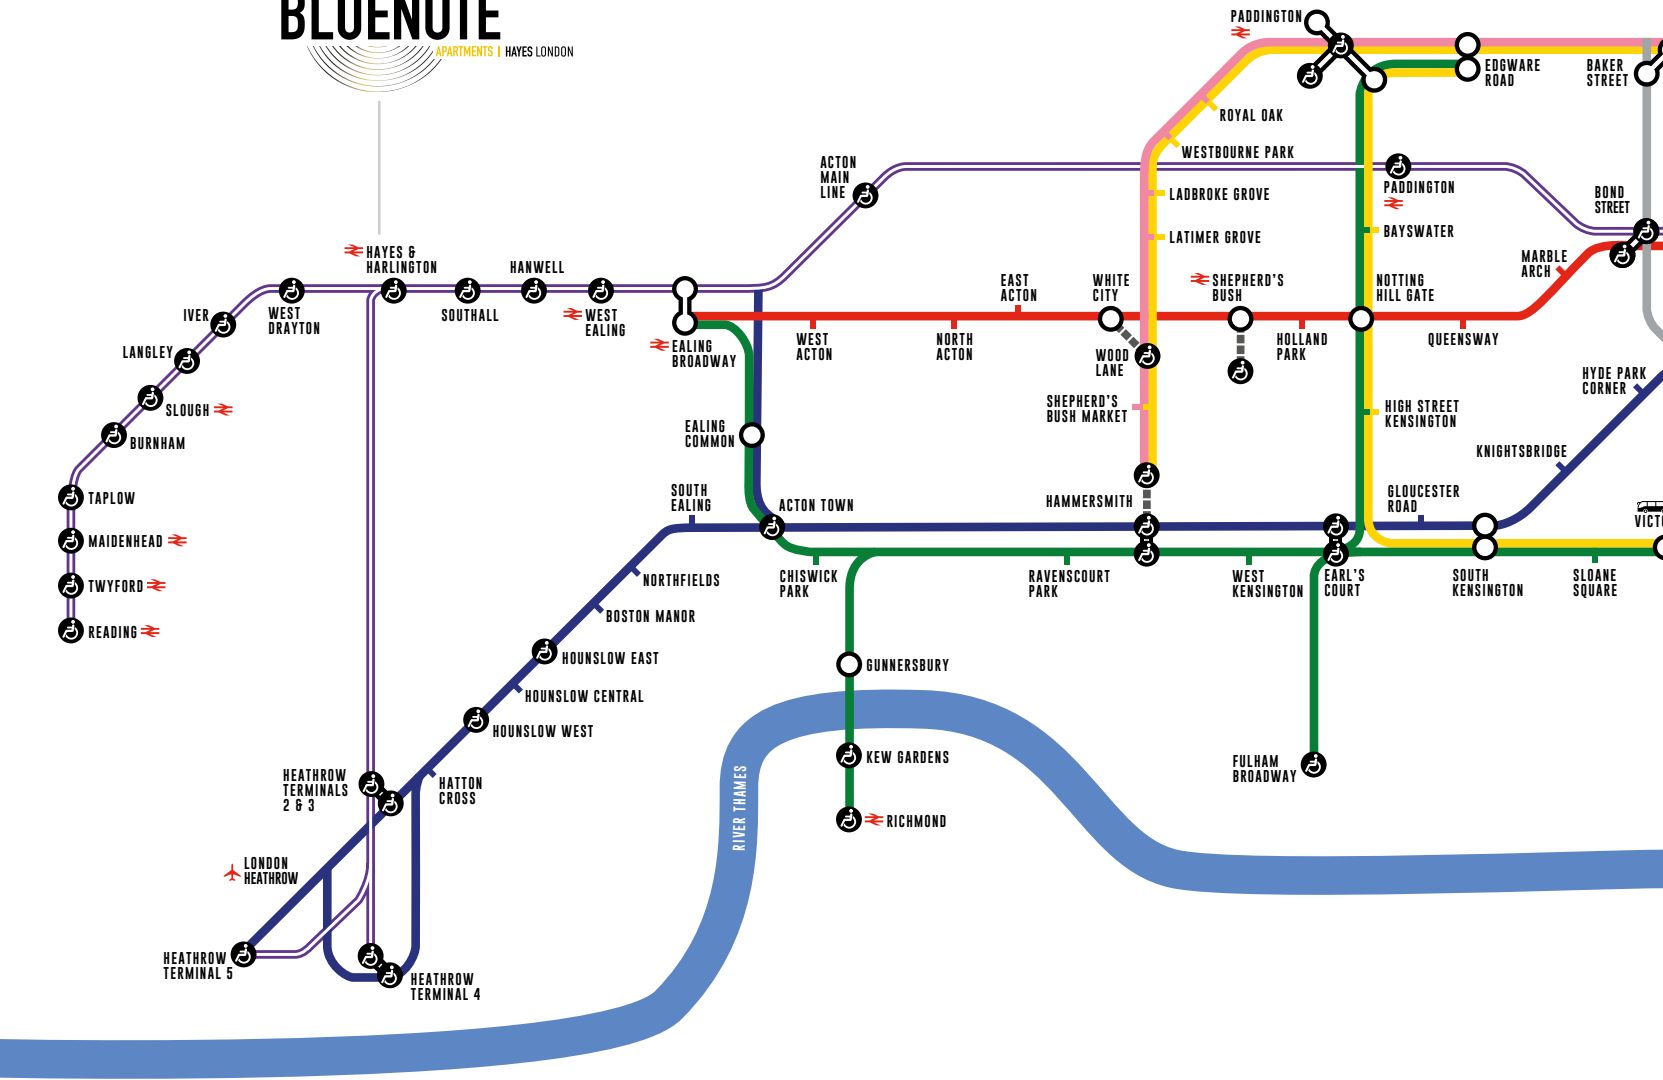 BLUENOTE
APARTMENTS | HAYES LONDON
PADDINGTON
EDGWARE
ROAD
BAKER
STREET
ROYAL OAK
WESTBOURNE PARK
ACTON
MAIN
LINE
LADBROKE GROVE
PADDINGTON
BOND
STREET
LATIMER GROVE
BAYSWATER
MARBLE
ARCH
HAYES &
HARLINGTON
HANWELL
SOUTHALL
WEST
EALING
WEST
DRAYTON
IVER
LANGLEY
SLOUGH
BURNHAM
TAPLOW
MAIDENHEAD
TWYFORD
READING
EALING
BROADWAY
WEST
ACTON
NORTH
ACTON
EAST
ACTON
WHITE
CITY
WOOD
LANE
SHEPHERD'S
BUSH
HOLLAND
PARK
NOTTING
HILL GATE
QUEENSWAY
HYDE PARK
CORNER
SHEPHERD'S
BUSH MARKET
HIGH STREET
KENSINGTON
KNIGHTSBRIDGE
EALING
COMMON
SOUTH
EALING
ACTON TOWN
HAMMERSMITH
GLOUCESTER
ROAD
VICTO
NORTHFIELDS
BOSTON MANOR
HOUNSLOW EAST
HOUNSLOW CENTRAL
HOUNSLOW WEST
HATTON
CROSS
CHISWICK
PARK
RAVENSCOURT
PARK
WEST
KENSINGTON
EARL'S
COURT
SOUTH
KENSINGTON
SLOANE
SQUARE
GUNNERSBURY
KEW GARDENS
RICHMOND
FULHAM
BROADWAY
RIVER THAMES
HEATHROW
TERMINALS
2 & 3
LONDON
HEATHROW
HEATHROW
TERMINAL 5
HEATHROW
TERMINAL 4